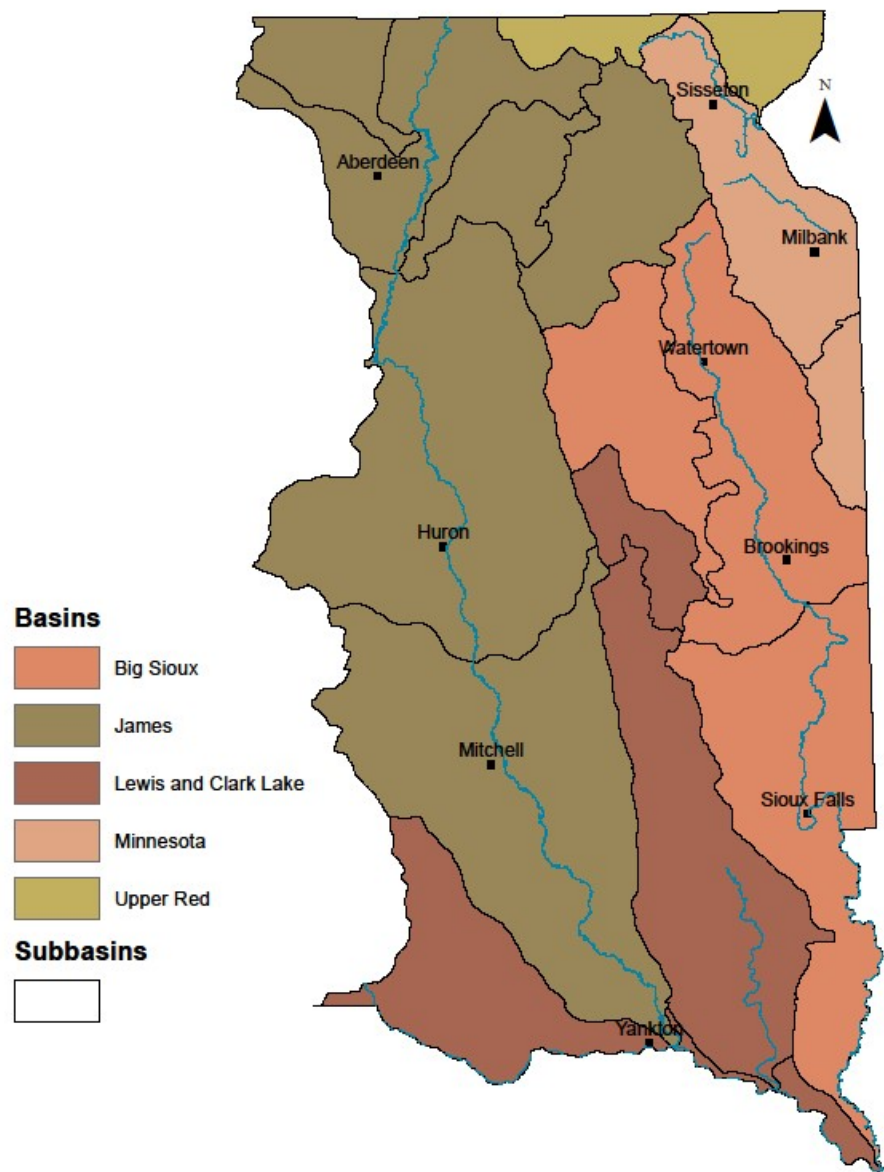 Sisseton
N
Aberdeen
Milbank
Watertown
Huron
Brookings
Basins
Big Sioux
James
Mitchell
Lewis and Clark Lake
Sioux Falls
Minnesota
Upper Red
Subbasins
Yankton